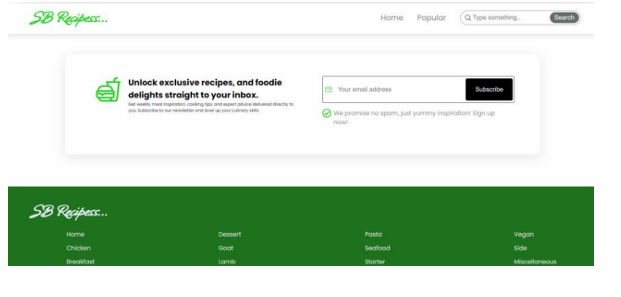 SB Recipess...
Home Popular Type something.. Search
Unlock exclusive recipes, and foodie
delights straight to your inbox.
Get weekly meal inspiration, cooking tips, and expert advice delivered directly to
you. Subscribe to our newsletter and level up your culinary skills.
Your email address Subscribe
We promise no spam, just yummy inspiration! Sign up
now!
SB Recipess...
Home Dessert Pasta Vegan
Chicken Goat Seafood Side
Breakfast Lamb Starter Miscellaneous